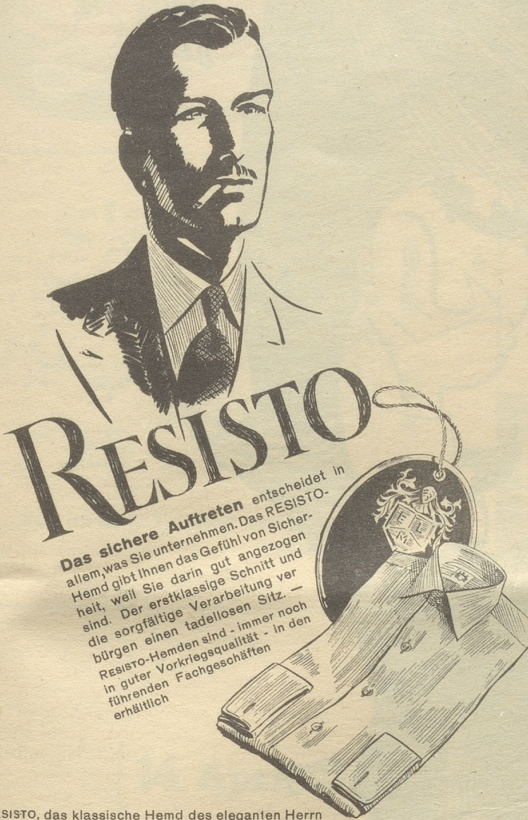 RESISTO
Das sichere Auftreten entscheidet in
allem, was Sie unternehmen. Das RESISTO-
Hemd gibt Ihnen das Gefühl von Sicher-
heit, weil Sie darin gut angezogen
sind. Der erstklassige Schnitt und
die sorgfältige Verarbeitung ver
bürgen einen tadellosen Sitz. —
RESISTO-Hemden sind - immer noch
in guter Vorkriegsqualität - in den
führenden Fachgeschäften
erhältlich
SISTO, das klassische Hemd des eleganten Herrn